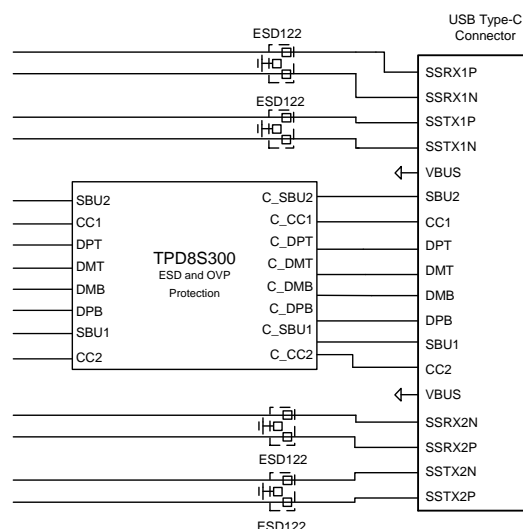 USB Type-C
Connector
ESD122
SSRX1P
SSRX1N
ESD122
SSTX1P
SSTX1N
VBUS
SBU2
C_SBU2
SBU2
CC1
C_CC1
CC1
DPT
C_DPT
DPT
TPD8S300
ESD and OVP
Protection
DMT
C_DMT
DMT
DMB
C_DMB
DMB
DPB
C_DPB
DPB
SBU1
C_SBU1
SBU1
CC2
C_CC2
CC2
VBUS
SSRX2N
SSRX2P
ESD122
SSTX2N
SSTX2P
ESD122